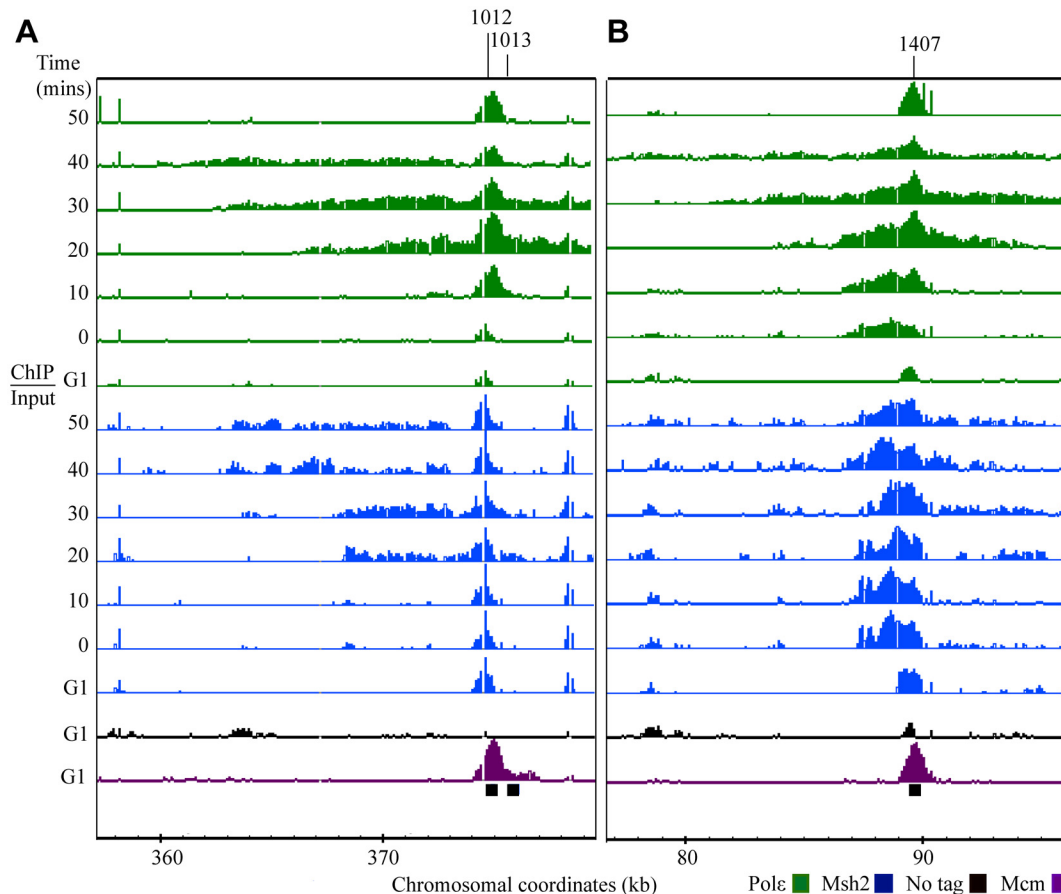 A
1012
1013
B
1407
Time
(mins)
50
40
30
20
10
0
ChIP
Input
G1
50
40
30
20
10
0
G1
G1
G1
360
370
80
90
Chromosomal coordinates (kb)
Polε Msh2 No tag Mcm